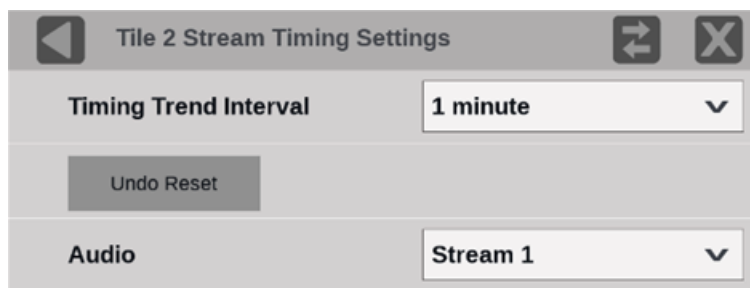 Tile 2 Stream Timing Settings
Timing Trend Interval 1 minute
Undo Reset
Audio Stream 1